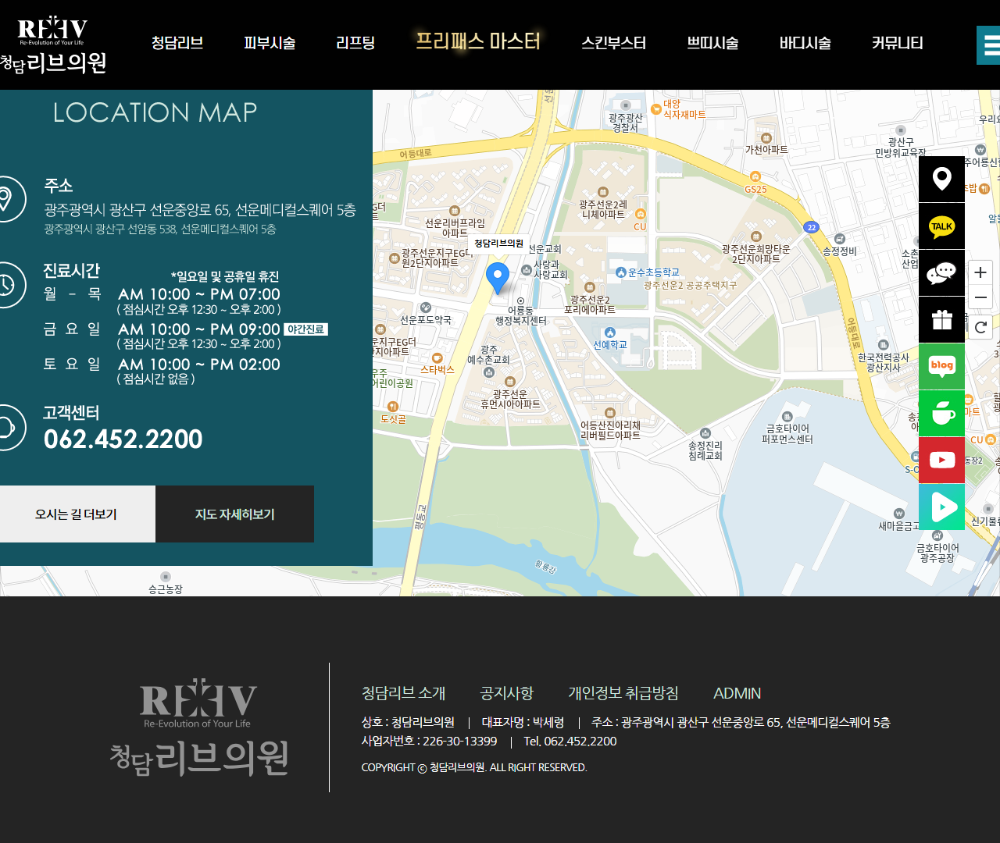 REEV
Re-Evolution of Your Life
청담리브의원
청담리브
피부시술
리프팅
프리패스 마스터
스킨부스터
쁘띠시술
바디시술
커뮤니티
LOCATION MAP
주소
광주광역시 광산구 선운중앙로 65, 선운메디컬스퀘어 5층
광주광역시 광산구 선암동 538, 선운메디컬스퀘어 5층
진료시간
*일요일 및 공휴일 휴진
월 - 목 AM 10:00 ~ PM 07:00
( 점심시간 오후 12:30 ~ 오후 2:00 )
금 요 일 AM 10:00 ~ PM 09:00 야간진료
( 점심시간 오후 12:30 ~ 오후 2:00 )
토 요 일 AM 10:00 ~ PM 02:00
( 점심시간 없음 )
고객센터
062.452.2200
오시는 길 더보기
지도 자세히보기
어등대로
광주광산
경찰서
대양
식자재마트
가천아파트
광산구
민방위교육장
GS25
광주선운2레
니체아파트
CU
선운리버프라임
아파트
청담리브의원
선운교회
광주선운지구EG더
원2단지아파트
사랑과
사랑교회
운수초등학교
광주선운2 공공주택지구
광주선운희망타운
2단지아파트
22
송정정비
광주선운2
포리에아파트
어룡동
행정복지센터
선운포도약국
선예학교
스타벅스
광주
예수촌교회
광주선운
휴먼시아아파트
도싯골
어린이공원
어등산진아리채
리버필드아파트
송정진리
침례교회
금호타이어
퍼포먼스센터
한국전력공사
광산지사
어등대로
평동교
황룡강
승근농장
새마을금고
금호타이어
광주공장
CU
TALK
blog
REEV
Re-Evolution of Your Life
청담리브의원
청담리브 소개
공지사항
개인정보 취급방침
ADMIN
상호 : 청담리브의원 | 대표자명 : 박세령 | 주소 : 광주광역시 광산구 선운중앙로 65, 선운메디컬스퀘어 5층
사업자번호 : 226-30-13399 | Tel. 062.452.2200
COPYRIGHT ⓒ 청담리브의원. ALL RIGHT RESERVED.